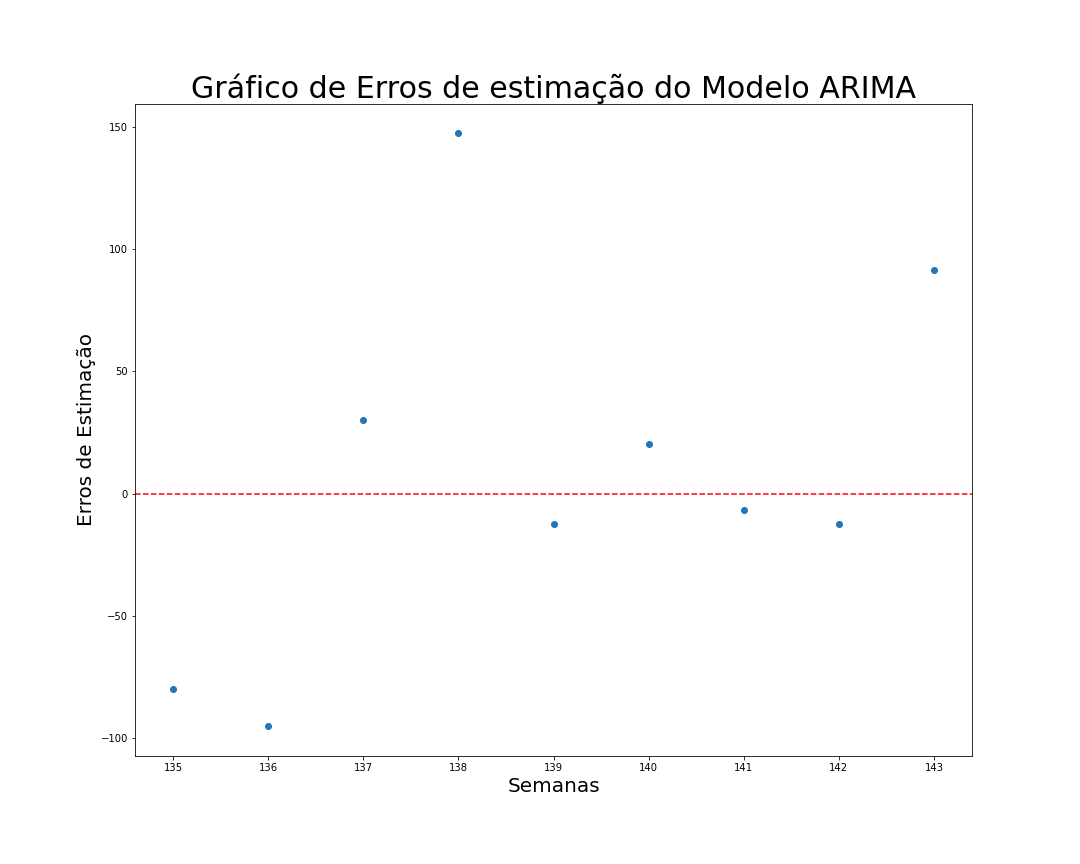 Gráfico de Erros de estimação do Modelo ARIMA
150
100
50
0
−50
−100
Erros de Estimação
135 136 137 138 139 140 141 142 143
Semanas